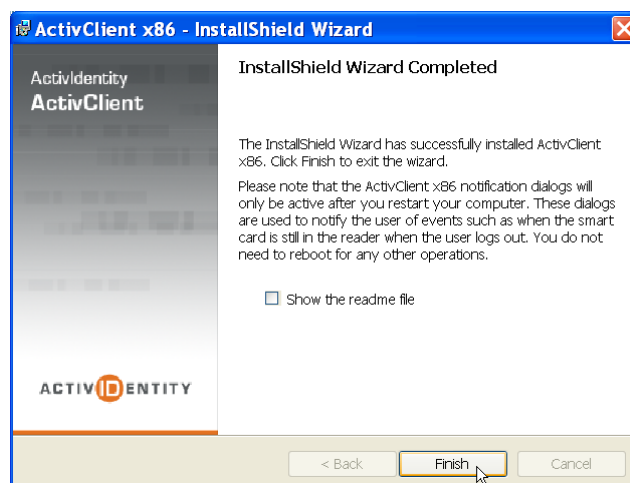 ActivClient x86 - InstallShield Wizard
ActivIdentity
ActivClient
InstallShield Wizard Completed
The InstallShield Wizard has successfully installed ActivClient
x86. Click Finish to exit the wizard.
Please note that the ActivClient x86 notification dialogs will
only be active after you restart your computer. These dialogs
are used to notify the user of events such as when the smart
card is still in the reader when the user logs out. You do not
need to reboot for any other operations.
Show the readme file
ACTIVIDENTITY
< Back
Finish
Cancel